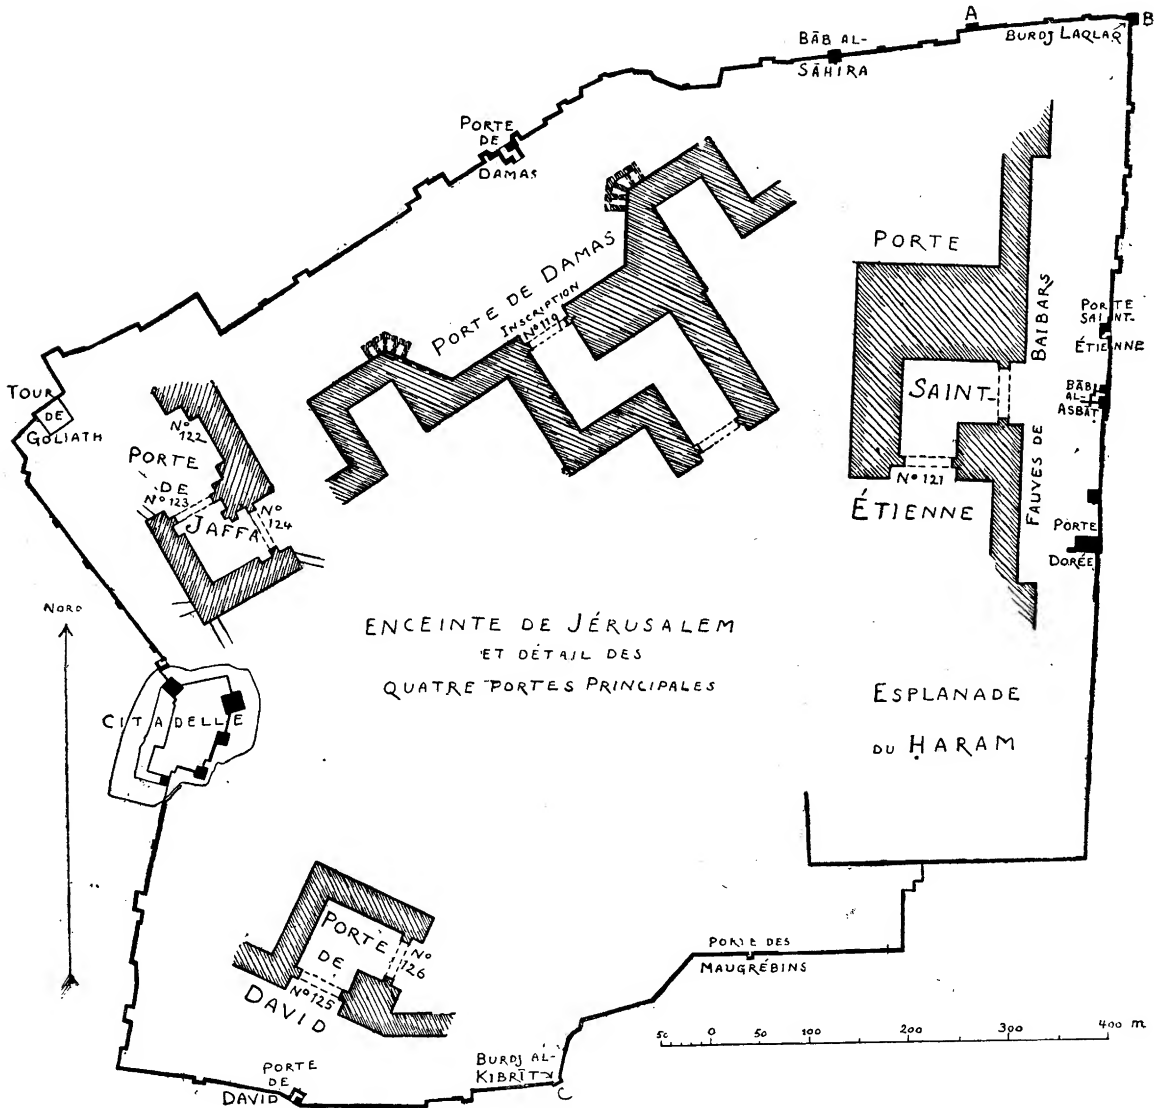 A
B
BURDJ LAQLAQ
BĀB AL-
SĀHIRA
PORTE
DE
DAMAS
PORTE DE DAMAS
INSCRIPTION
Nº 119
PORTE
SAINT-
ÉTIENNE
Nº 121
BAIBARS
FAUVES DE
PORTE
SAINT-
ÉTIENNE
BĀB
AL-
ASBĀṬ
PORTE
DORÉE
TOUR
DE
GOLIATH
Nº
122
PORTE
DE
JAFFA
Nº 123
Nº
124
NORD
ENCEINTE DE JÉRUSALEM
ET DÉTAIL DES
QUATRE PORTES PRINCIPALES
ESPLANADE
DU ḤARAM
CITADELLE
PORTE
DE
DAVID
Nº 125
Nº
126
PORTE DES
MAUGRÉBINS
50 0 50 100 200 300 400 m
BURDJ AL-
KIBRĪT
C
PORTE
DE
DAVID